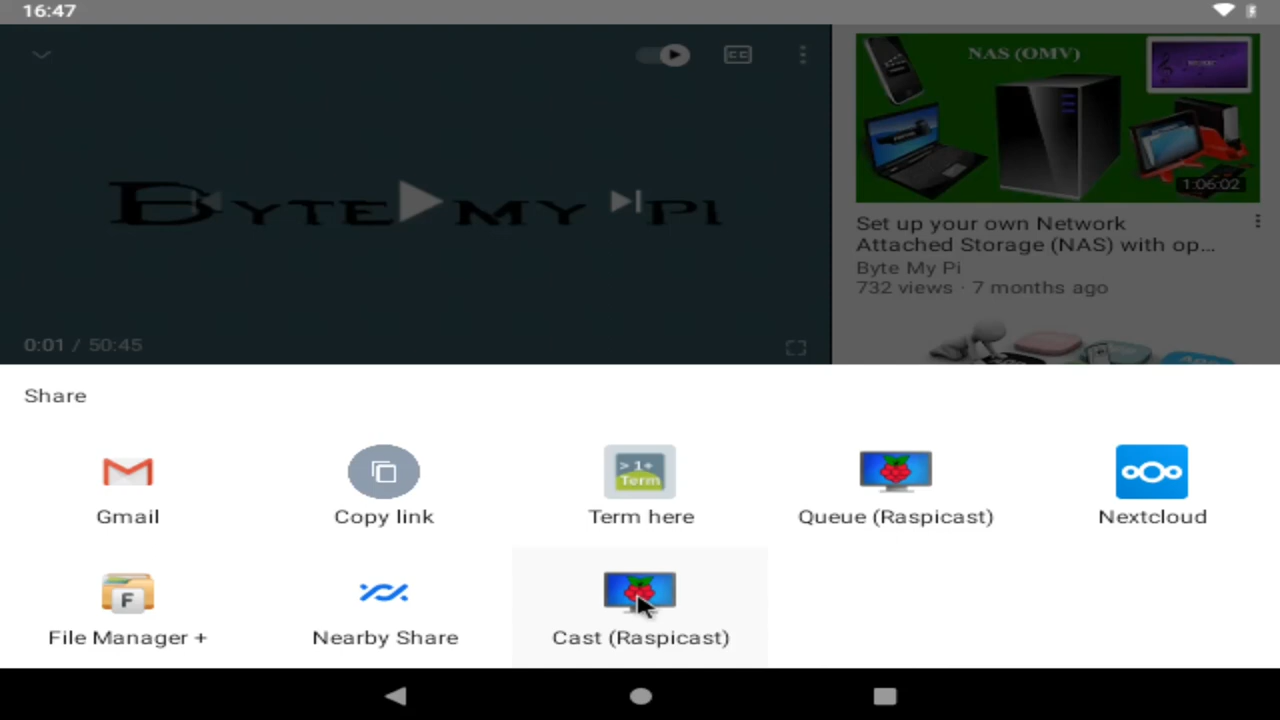 16:47
BYTE MY PI
0:01 / 50:45
NAS (OMV)
MUSIC
1:06:02
Set up your own Network
Attached Storage (NAS) with op...
Byte My Pi
732 views · 7 months ago
Share
Gmail
Copy link
> 1+
Term
Term here
Queue (Raspicast)
Nextcloud
F
File Manager +
Nearby Share
Cast (Raspicast)